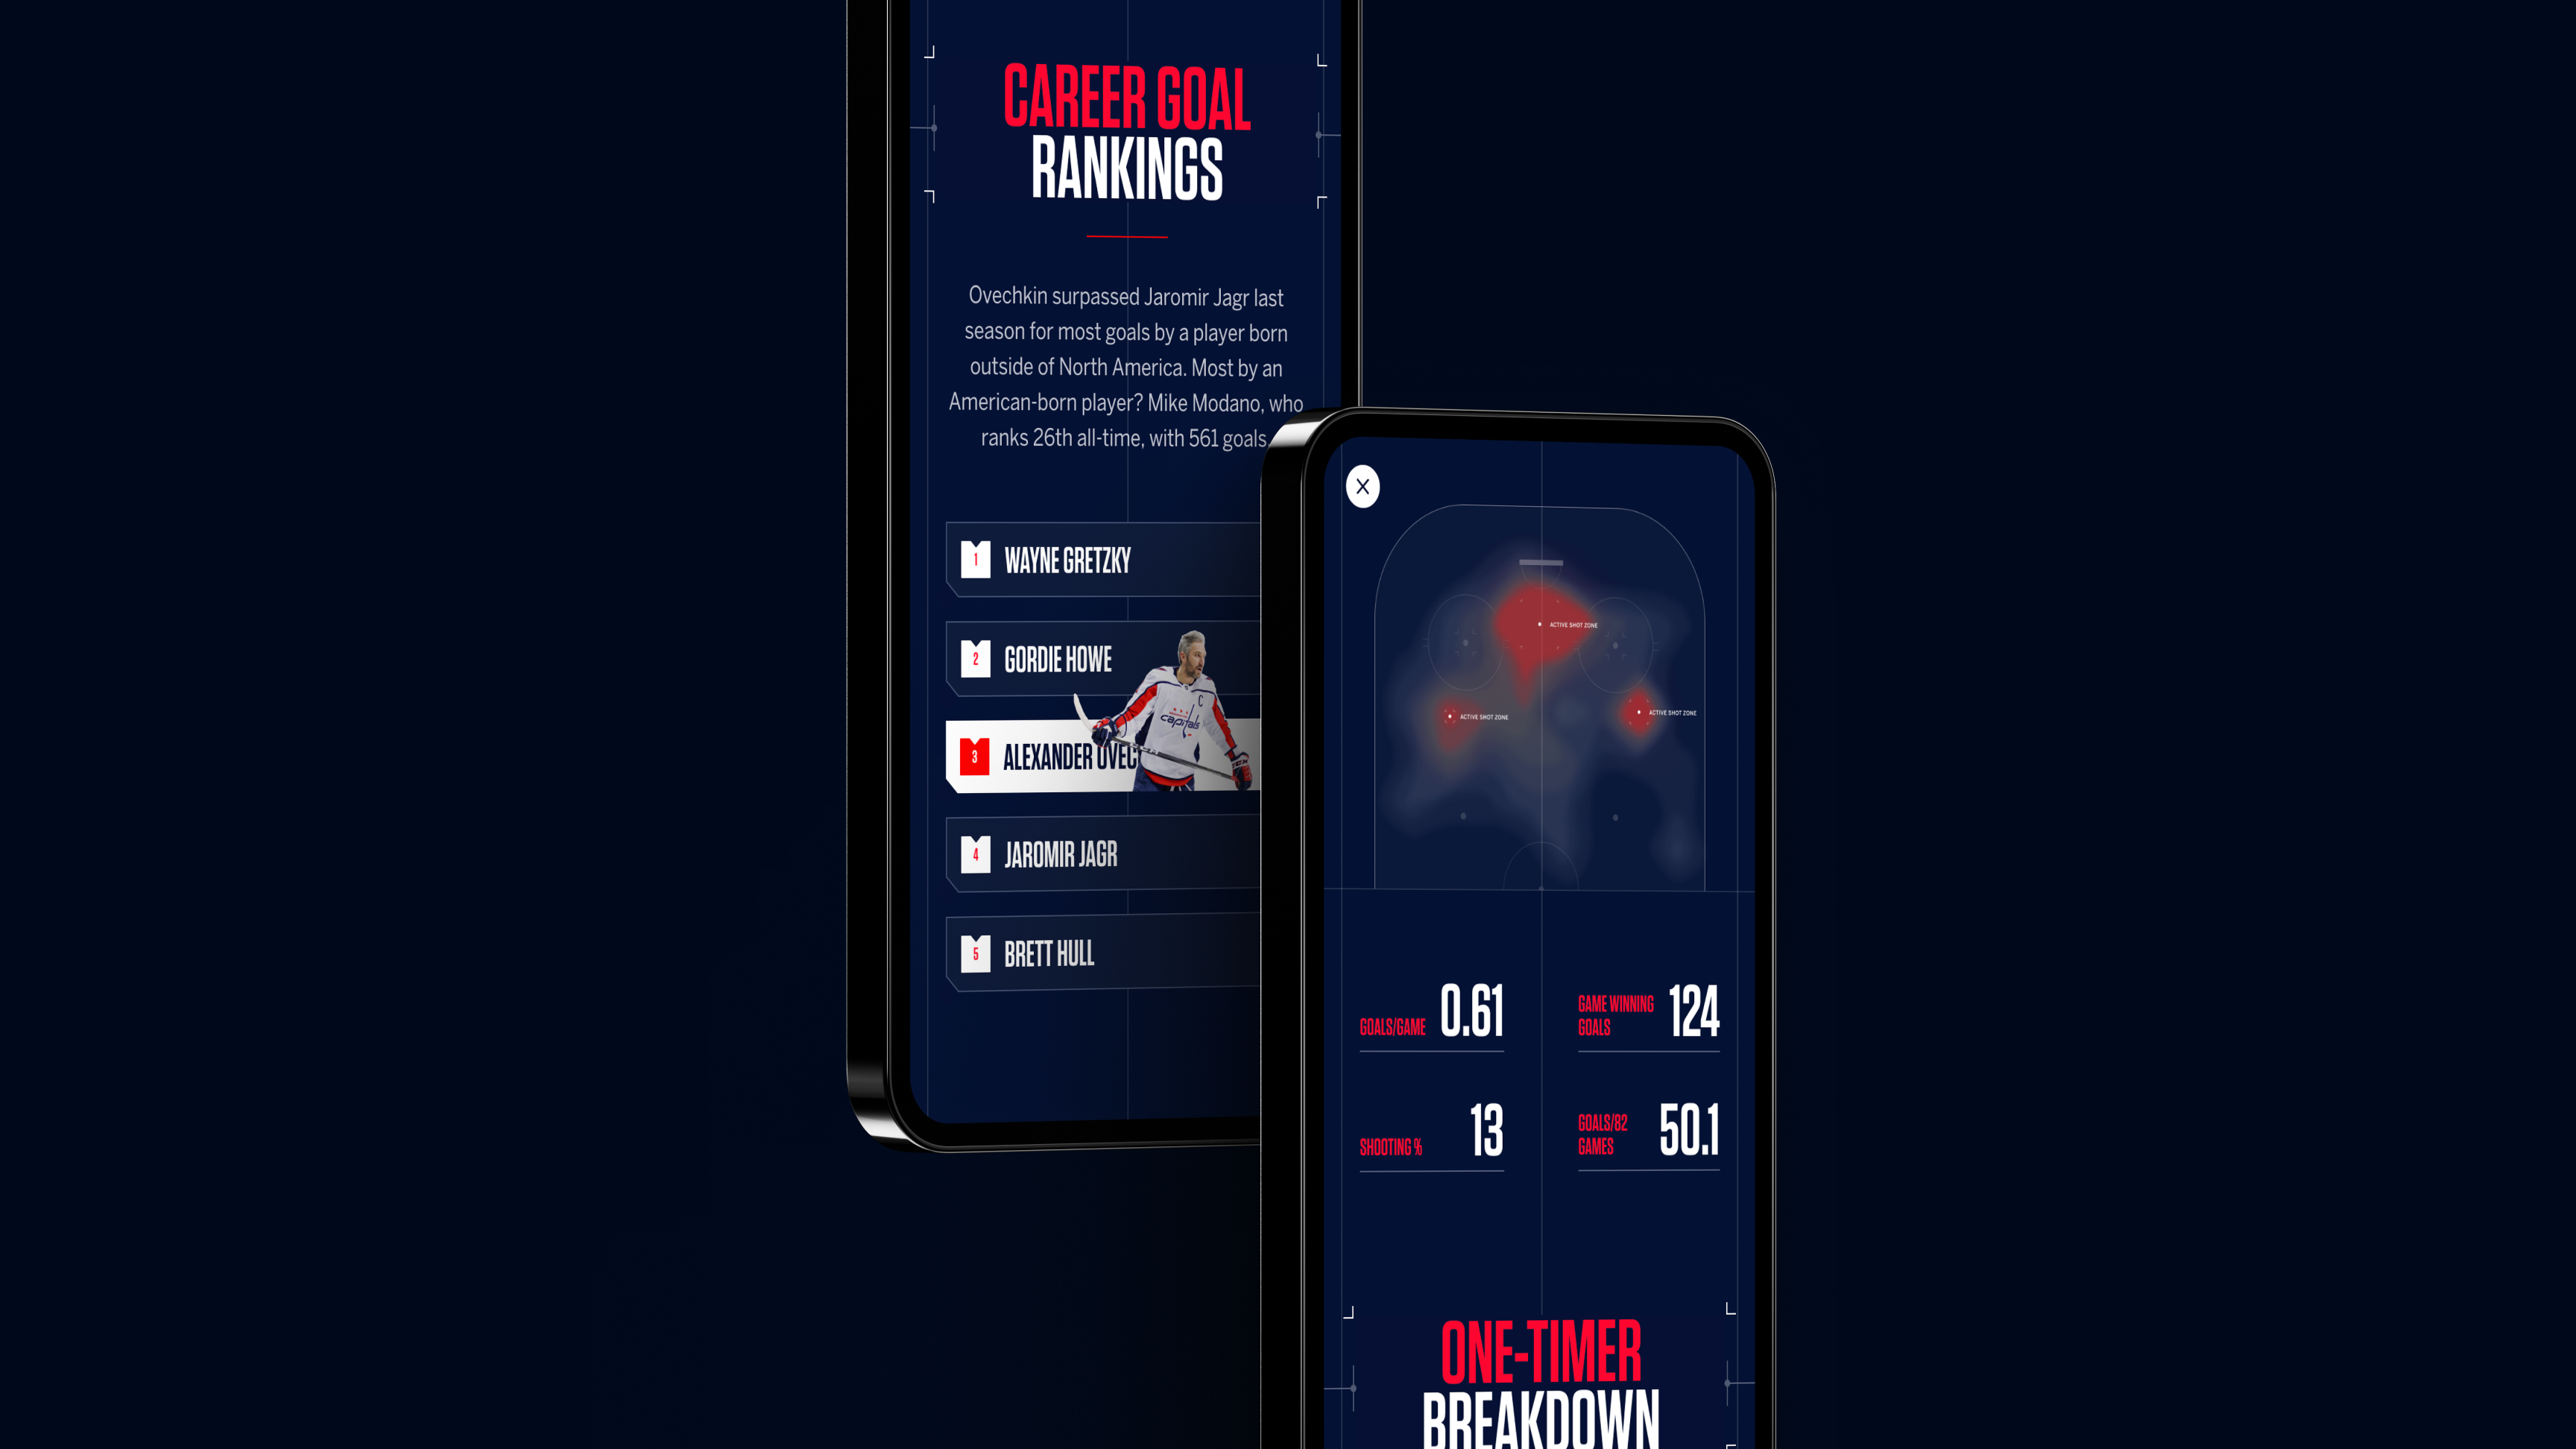 CAREER GOAL
RANKINGS
Ovechkin surpassed Jaromir Jagr last
season for most goals by a player born
outside of North America. Most by an
American-born player? Mike Modano, who
ranks 26th all-time, with 561 goals.
1 WAYNE GRETZKY
2 GORDIE HOWE
capitals
C
3 ALEXANDER OVEC
4 JAROMIR JAGR
5 BRETT HULL
X
ACTIVE SHOT ZONE
ACTIVE SHOT ZONE
ACTIVE SHOT ZONE
GOALS/GAME 0.61
GAME WINNING
GOALS 124
SHOOTING % 13
GOALS/82
GAMES 50.1
ONE-TIMER
BREAKDOWN